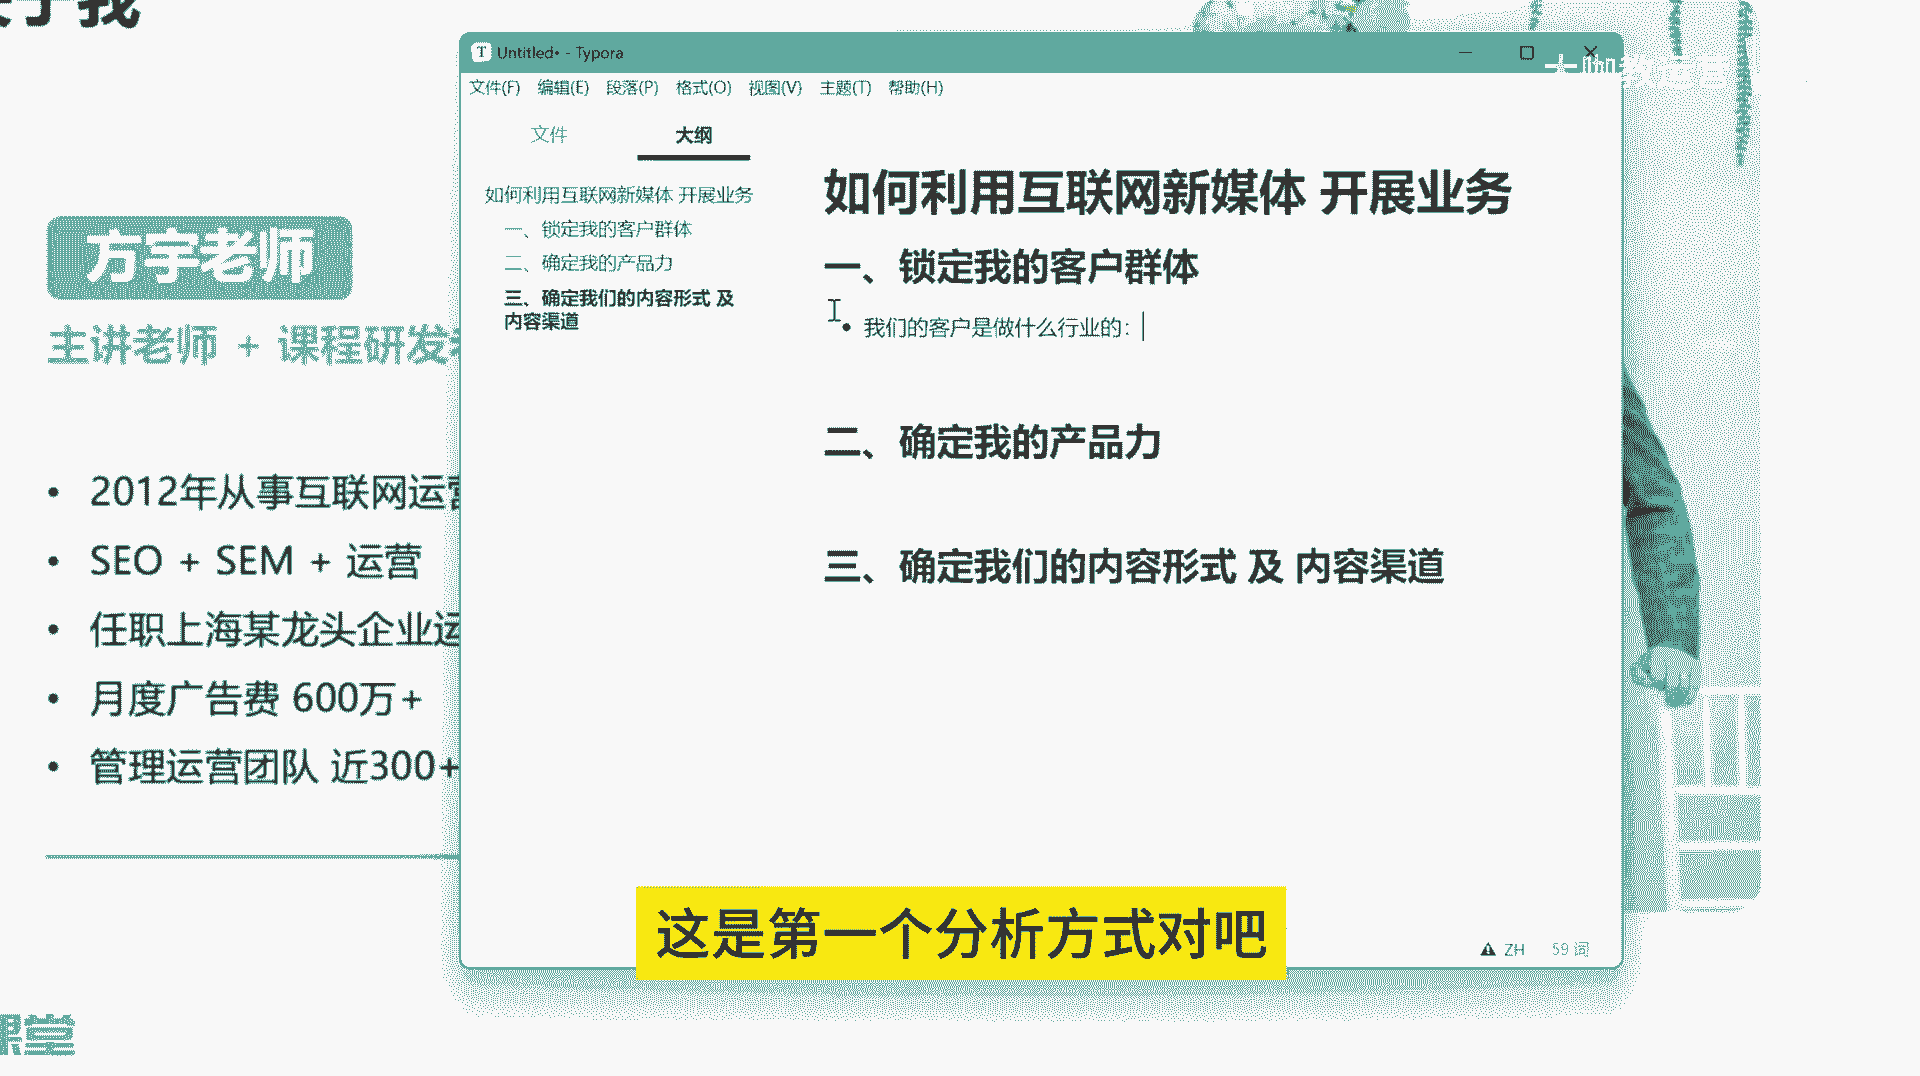 于我
方宇老师
主讲老师 + 课程研发
2012年从事互联网运营
SEO + SEM + 运营
任职上海某龙头企业运
月度广告费 600万+
管理运营团队 近300+
课堂
Untitled• - Typora
文件(F) 编辑(E) 段落(P) 格式(O) 视图(V) 主题(T) 帮助(H)
文件 大纲
如何利用互联网新媒体 开展业务
一、锁定我的客户群体
二、确定我的产品力
三、确定我们的内容形式 及
内容渠道
如何利用互联网新媒体 开展业务
一、锁定我的客户群体
• 我们的客户是做什么行业的：
二、确定我的产品力
三、确定我们的内容形式 及 内容渠道
ZH 59 词
这是第一个分析方式对吧